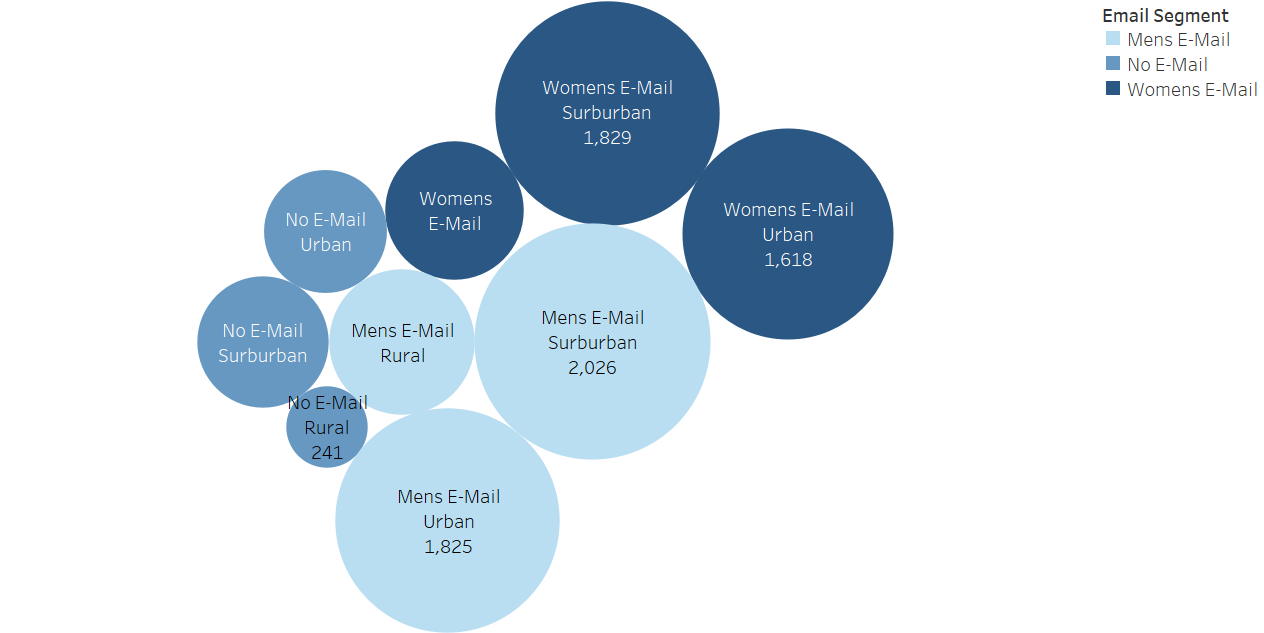 Email Segment
Mens E-Mail
No E-Mail
Womens E-Mail
Womens E-Mail
Surburban
1,829
Womens
E-Mail
Womens E-Mail
Urban
1,618
No E-Mail
Urban
No E-Mail
Surburban
Mens E-Mail
Rural
Mens E-Mail
Surburban
2,026
No E-Mail
Rural
241
Mens E-Mail
Urban
1,825